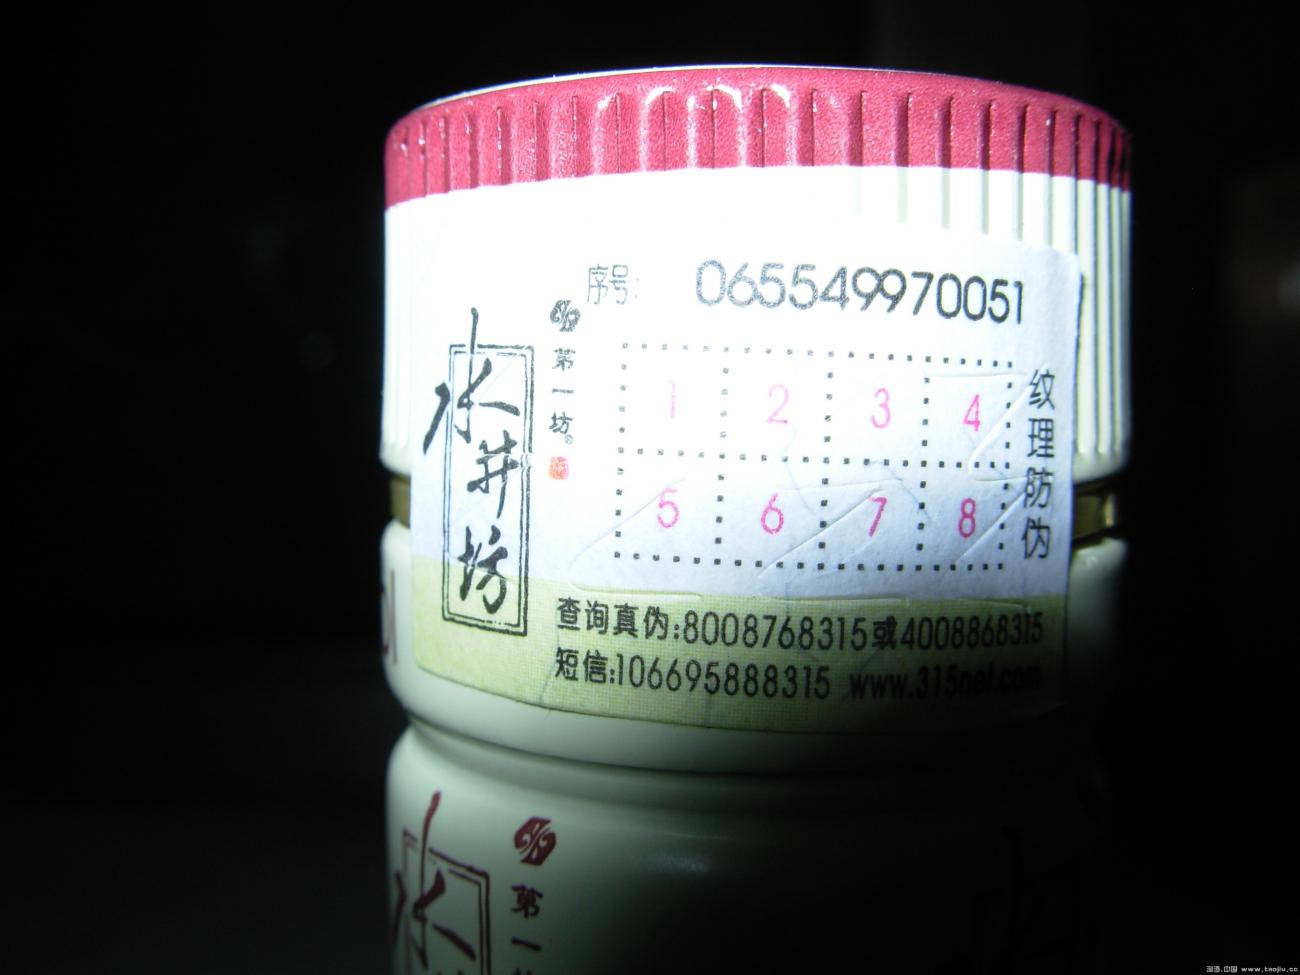 序号: 065549970051
水井坊
第一坊®
1 2 3 4
5 6 7 8
纹理防伪
查询真伪:8008768315或4008868315
短信:106695888315 www.315net.com
水
第一
淘酒.中国 www.taojiu.cc